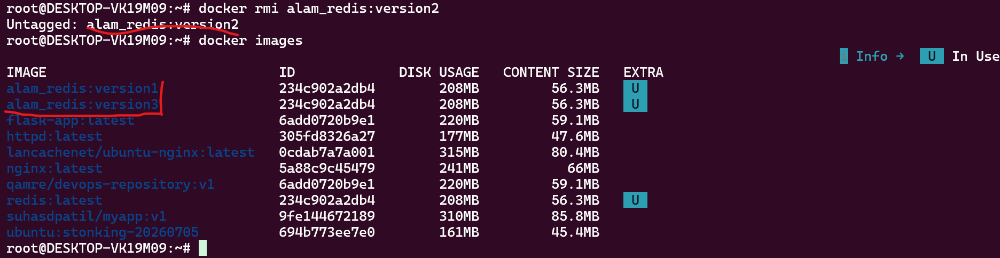 root@DESKTOP-VK19M09:~# docker rmi alam_redis:version2
Untagged: alam_redis:version2
root@DESKTOP-VK19M09:~# docker images
i Info → U In Use
IMAGE ID DISK USAGE CONTENT SIZE EXTRA
alam_redis:version1 234c902a2db4 208MB 56.3MB U
alam_redis:version3 234c902a2db4 208MB 56.3MB U
flask-app:latest 6add0720b9e1 220MB 59.1MB
httpd:latest 305fd8326a27 177MB 47.6MB
lancachenet/ubuntu-nginx:latest 0cdab7a7a001 315MB 80.4MB
nginx:latest 5a88c9c45479 241MB 66MB
qamre/devops-repository:v1 6add0720b9e1 220MB 59.1MB
redis:latest 234c902a2db4 208MB 56.3MB U
suhasdpatil/myapp:v1 9fe144672189 310MB 85.8MB
ubuntu:stonking-20260705 694b773ee7e0 161MB 45.4MB
root@DESKTOP-VK19M09:~#